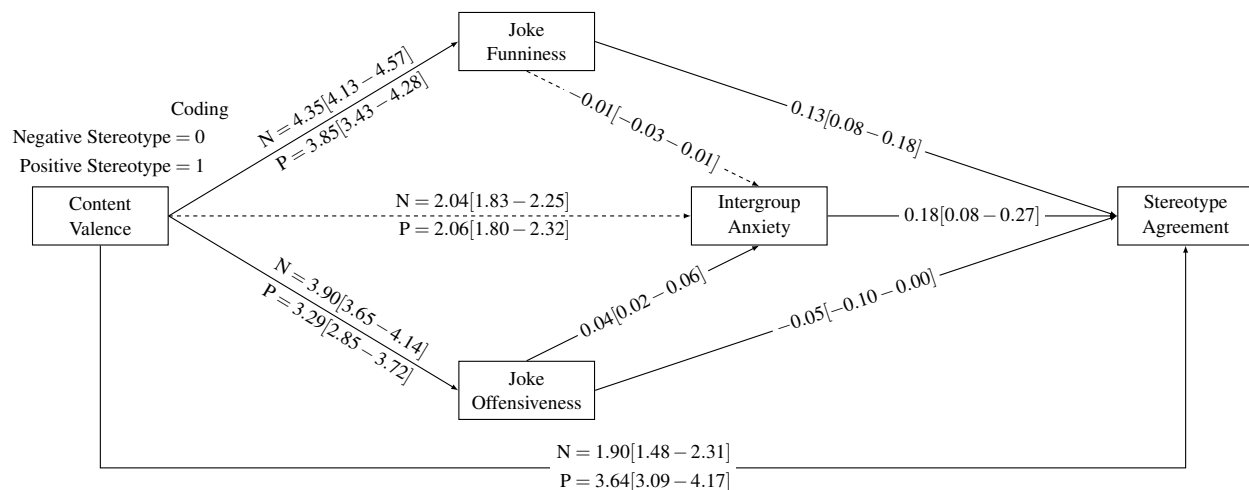 Joke
Funniness
Coding
Negative Stereotype = 0
Positive Stereotype = 1
N = 4.35[4.13 − 4.57]
P = 3.85[3.43 − 4.28]
−0.01[−0.03 − 0.01]
0.13[0.08 − 0.18]
Content
Valence
N = 2.04[1.83 − 2.25]
P = 2.06[1.80 − 2.32]
Intergroup
Anxiety
0.18[0.08 − 0.27]
Stereotype
Agreement
N = 3.90[3.65 − 4.14]
P = 3.29[2.85 − 3.72]
0.04[0.02 − 0.06]
−0.05[−0.10 − 0.00]
Joke
Offensiveness
N = 1.90[1.48 − 2.31]
P = 3.64[3.09 − 4.17]